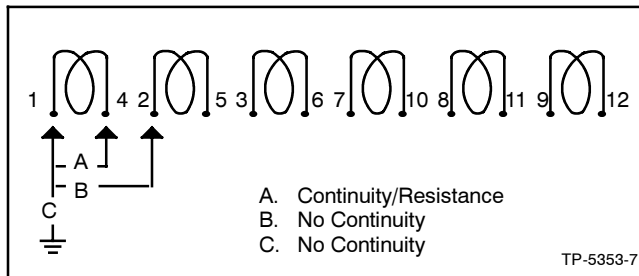 1 4 2 5 3 6 7 10 8 11 9 12
A
B
C
A. Continuity/Resistance
B. No Continuity
C. No Continuity
TP-5353-7